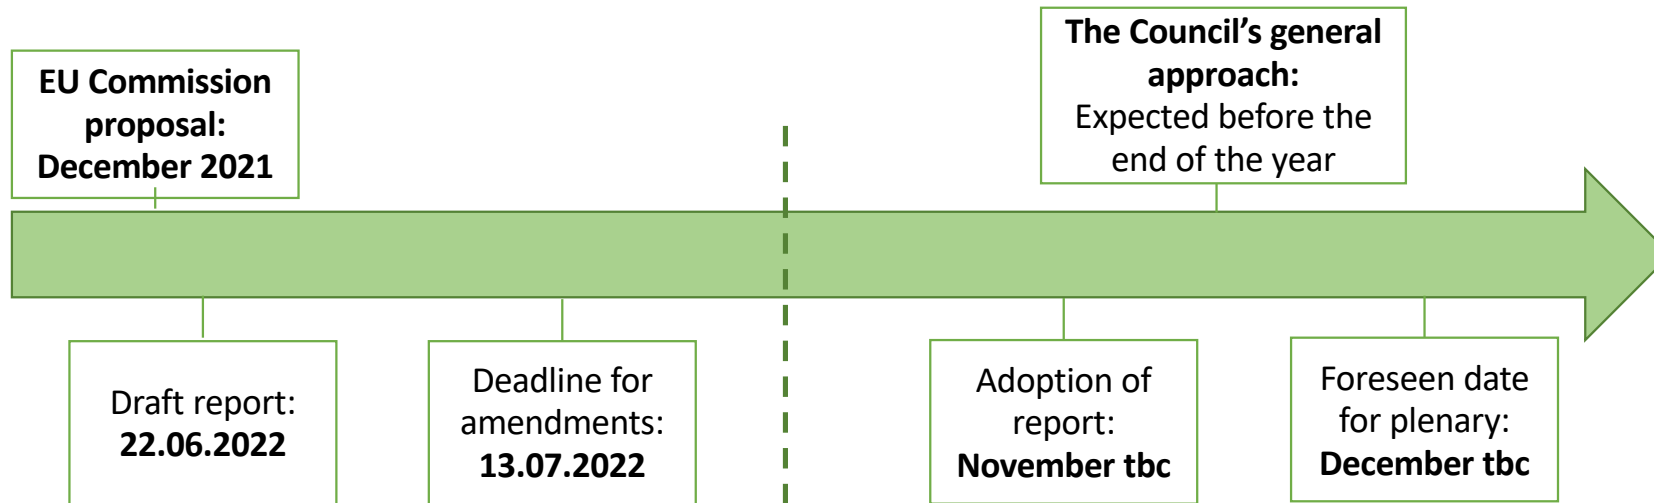 EU Commission
proposal:
December 2021
The Council’s general
approach:
Expected before the
end of the year
Draft report:
22.06.2022
Deadline for
amendments:
13.07.2022
Adoption of
report:
November tbc
Foreseen date
for plenary:
December tbc